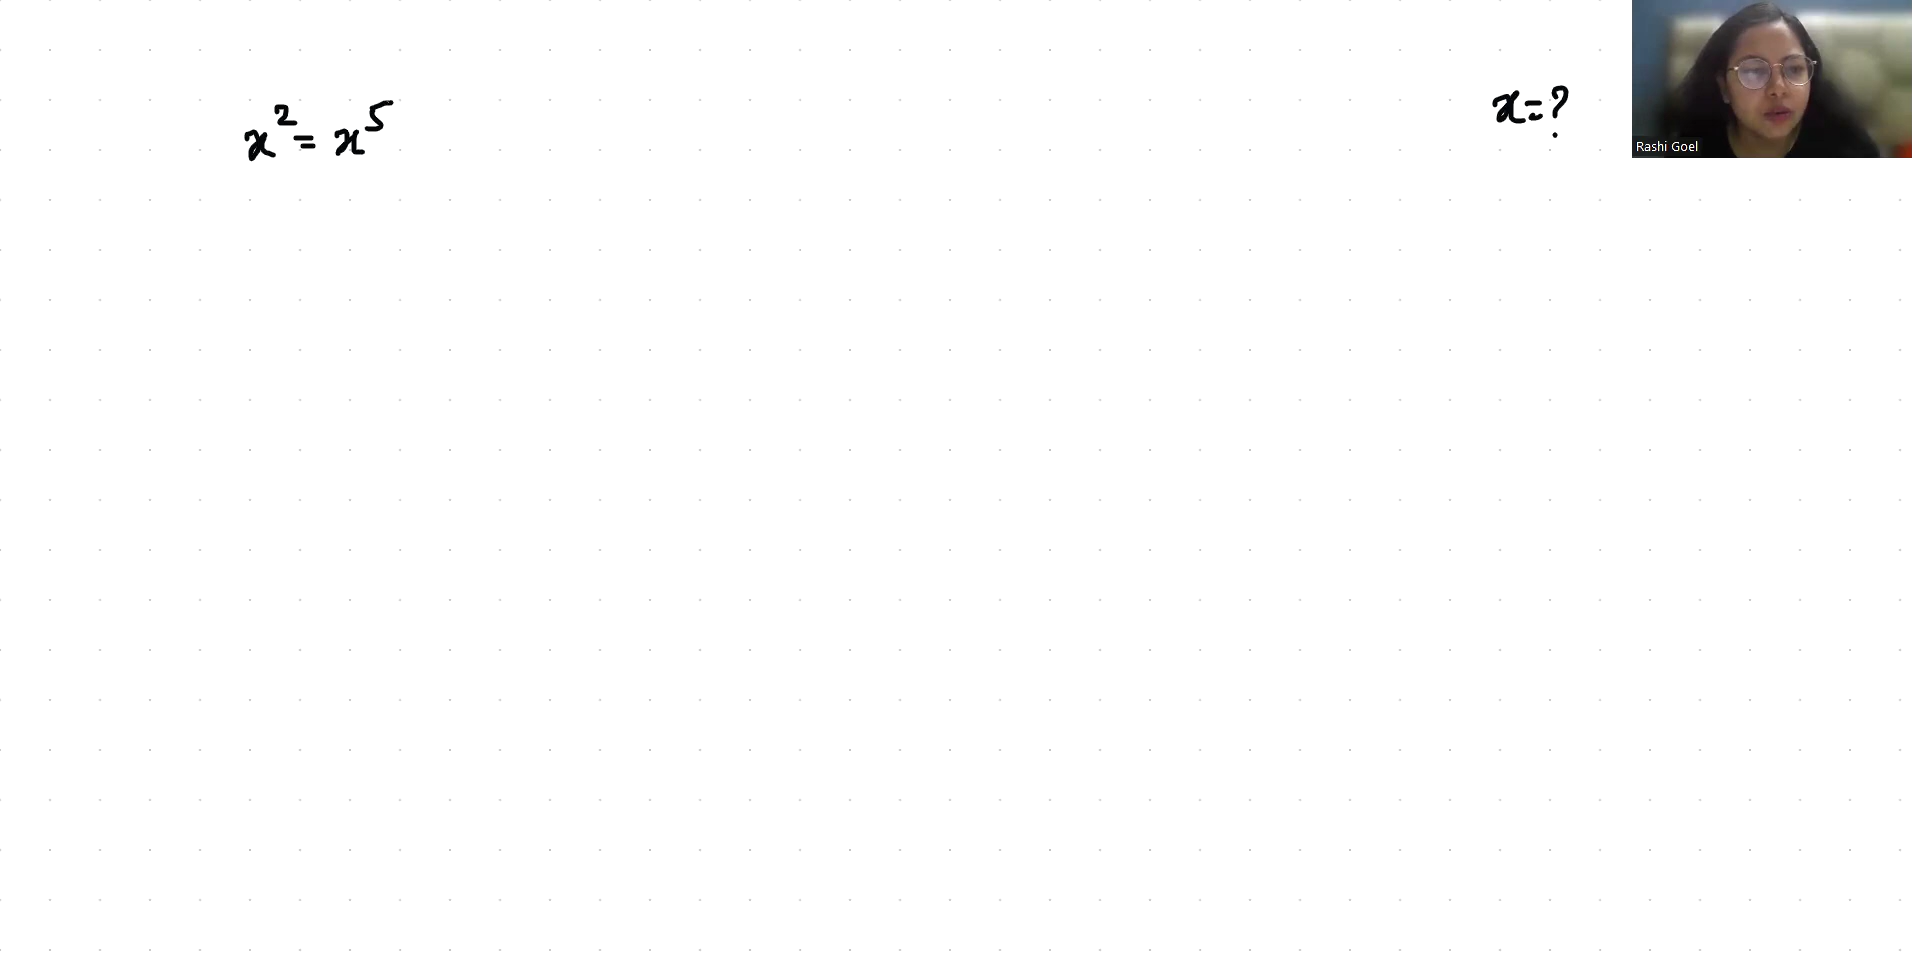 x² = x⁵
x=?
Rashi Goel